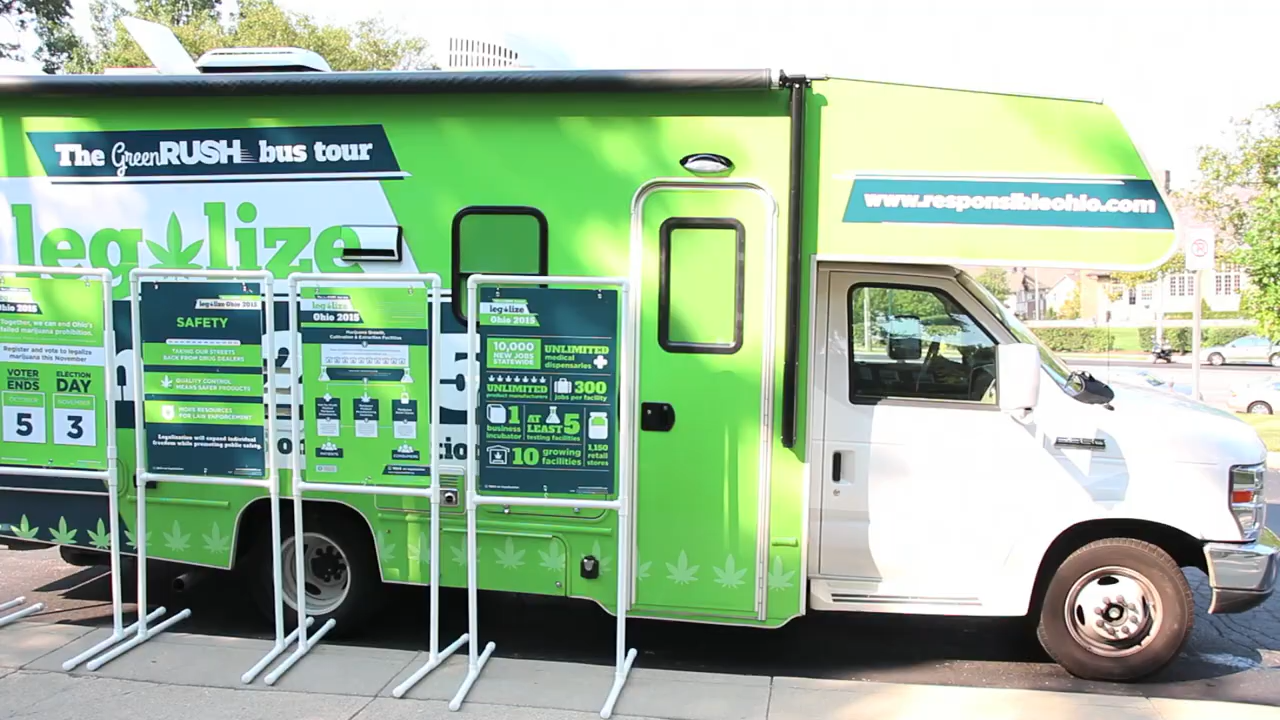 The GreenRUSH bus tour
www.responsibleohio.com
legalize
Ohio 2015
Together, we can end Ohio's
failed marijuana prohibition.
Register and vote to legalize
marijuana this November
VOTER
ENDS
ELECTION
DAY
OCTOBER
NOVEMBER
5
3
legalize Ohio 2015
SAFETY
TAKING OUR STREETS
BACK FROM DRUG DEALERS
QUALITY CONTROL
MEANS SAFER PRODUCTS
MORE RESOURCES
FOR LAW ENFORCEMENT
Legalization will expand individual
freedom while promoting public safety.
legalize
Ohio 2015
Marijuana Growth,
Cultivation & Extraction Facilities
PATIENTS
CONSUMERS
legalize
Ohio 2015
10,000
NEW JOBS
STATEWIDE
UNLIMITED
medical
dispensaries
UNLIMITED
product manufacturers
300
jobs per facility
1
business
incubator
AT
LEAST 5
testing facilities
1,150
retail
stores
10 growing
facilities
5